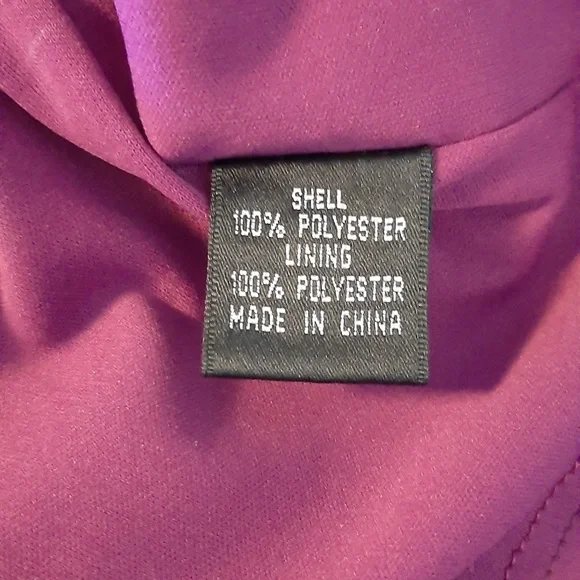 SHELL
100% POLYESTER
LINING
100% POLYESTER
MADE IN CHINA